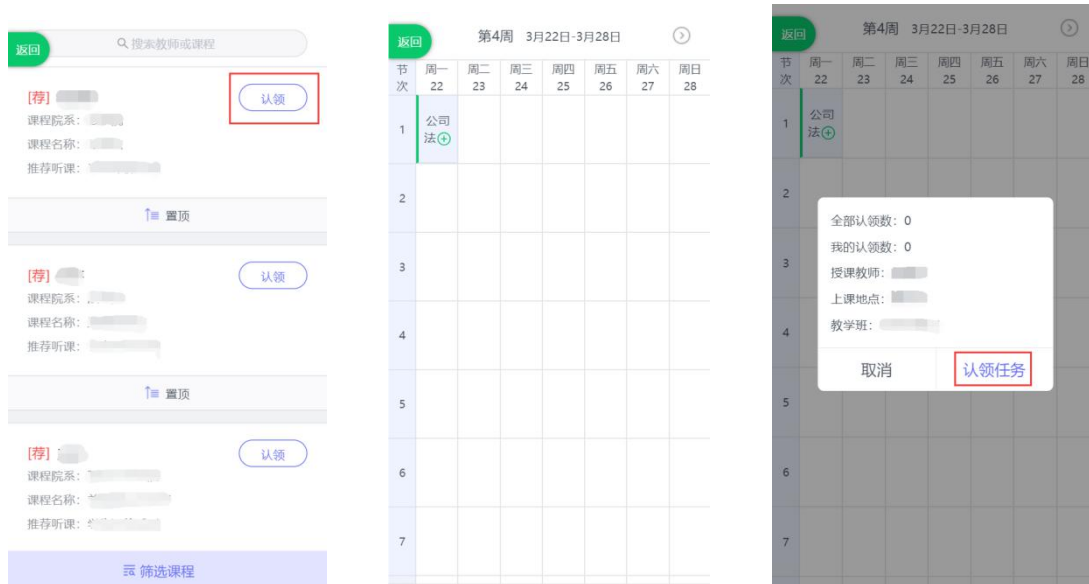 返回
搜索教师或课程
[荐]
认领
课程院系：
课程名称：
推荐听课：
置顶
[荐]
认领
课程院系：
课程名称：
推荐听课：
置顶
[荐]
认领
课程院系：
课程名称：
推荐听课：
筛选课程
返回
第4周 3月22日-3月28日
节次 周一 22 周二 23 周三 24 周四 25 周五 26 周六 27 周日 28
1 公司法
2
3
4
5
6
7
返回
第4周 3月22日-3月28日
节次 周一 22 周二 23 周三 24 周四 25 周五 26 周六 27 周日 28
1 公司法
2
3
4
5
6
7
全部认领数：0
我的认领数：0
授课教师：
上课地点：
教学班：
取消 认领任务